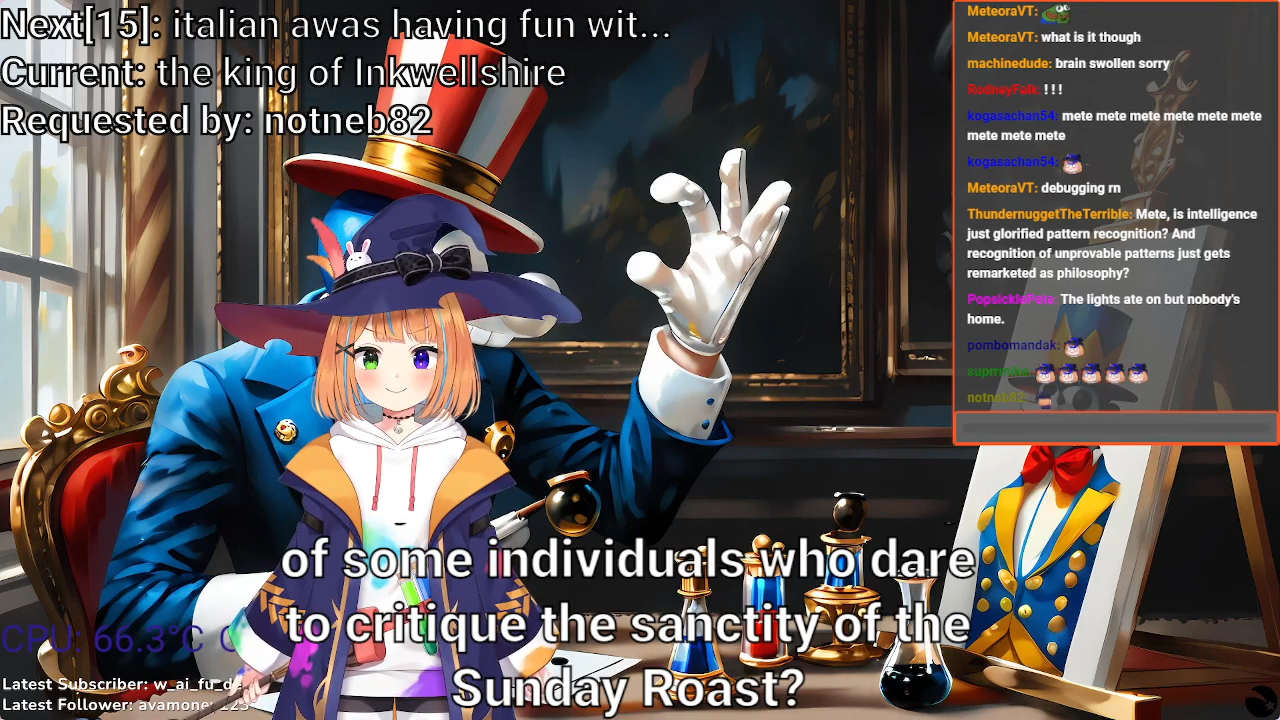 Next[15]: italian awas having fun wit...
Current: the king of Inkwellshire
Requested by: notneb82
MeteoraVT:
MeteoraVT: what is it though
machinedude: brain swollen sorry
RodneyFalk: !!!
kogasachan54: mete mete mete mete mete mete
mete mete mete
kogasachan54:
MeteoraVT: debugging rn
ThundernuggetTheTerrible: Mete, is intelligence
just glorified pattern recognition? And
recognition of unprovable patterns just gets
remarketed as philosophy?
PopsicklePete: The lights ate on but nobody's
home.
pombomandak:
notneb82:
of some individuals who dare
to critique the sanctity of the
Sunday Roast?
CPU: 66.3°C
Latest Subscriber: w_ai_fu_d
Latest Follower: avamone